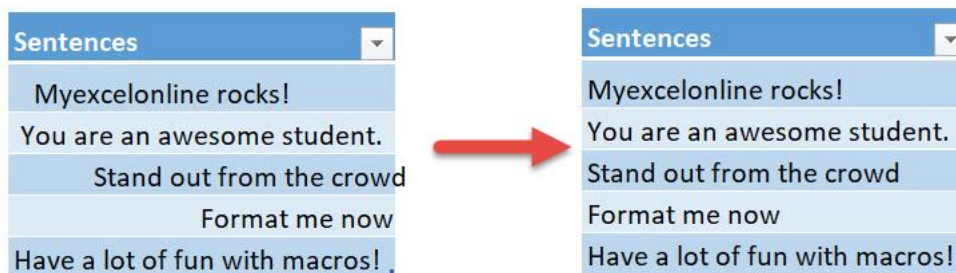 Sentences
Myexcelonline rocks!
You are an awesome student.
Stand out from the crowd
Format me now
Have a lot of fun with macros!
Sentences
Myexcelonline rocks!
You are an awesome student.
Stand out from the crowd
Format me now
Have a lot of fun with macros!